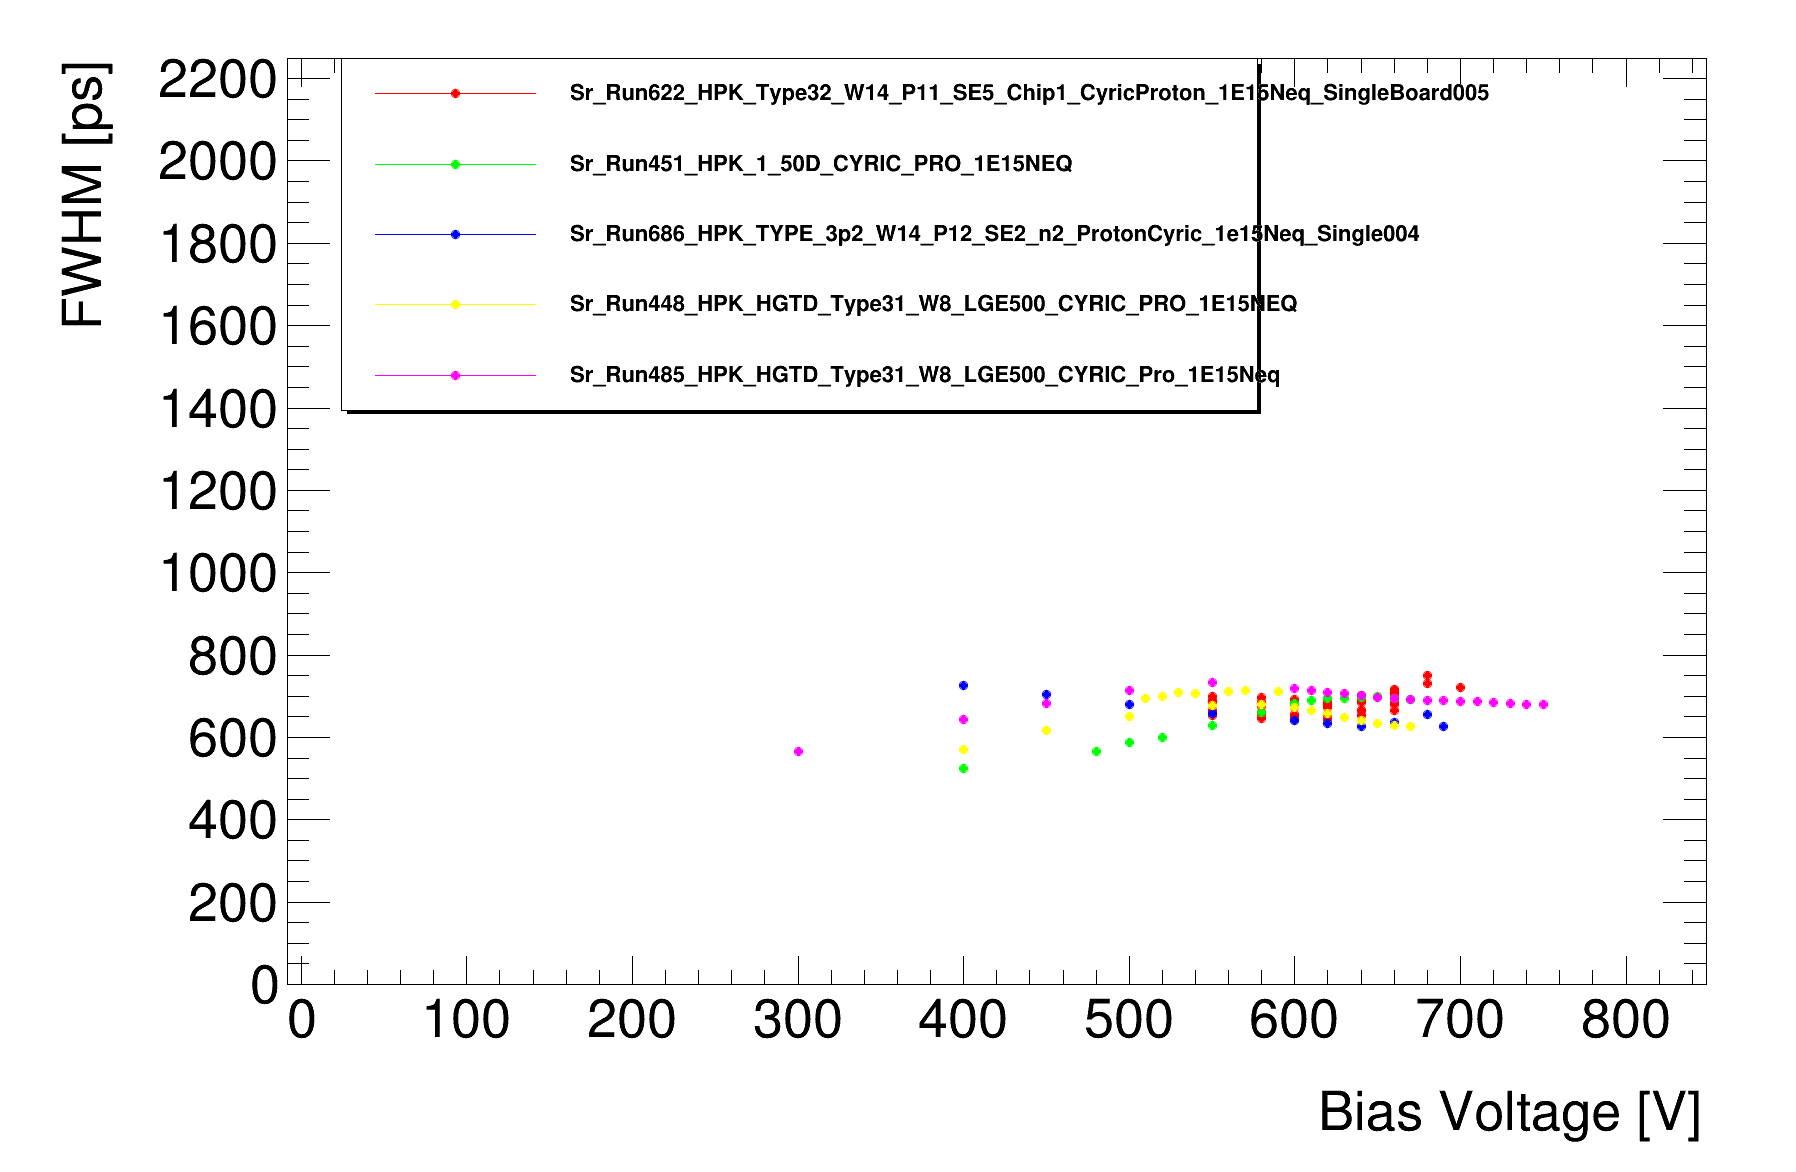 FWHM [ps]
2200
2000
1800
1600
1400
1200
1000
800
600
400
200
0
Sr_Run622_HPK_Type32_W14_P11_SE5_Chip1_CyricProton_1E15Neq_SingleBoard005
Sr_Run451_HPK_1_50D_CYRIC_PRO_1E15NEQ
Sr_Run686_HPK_TYPE_3p2_W14_P12_SE2_n2_ProtonCyric_1e15Neq_Single004
Sr_Run448_HPK_HGTD_Type31_W8_LGE500_CYRIC_PRO_1E15NEQ
Sr_Run485_HPK_HGTD_Type31_W8_LGE500_CYRIC_Pro_1E15Neq
0 100 200 300 400 500 600 700 800
Bias Voltage [V]